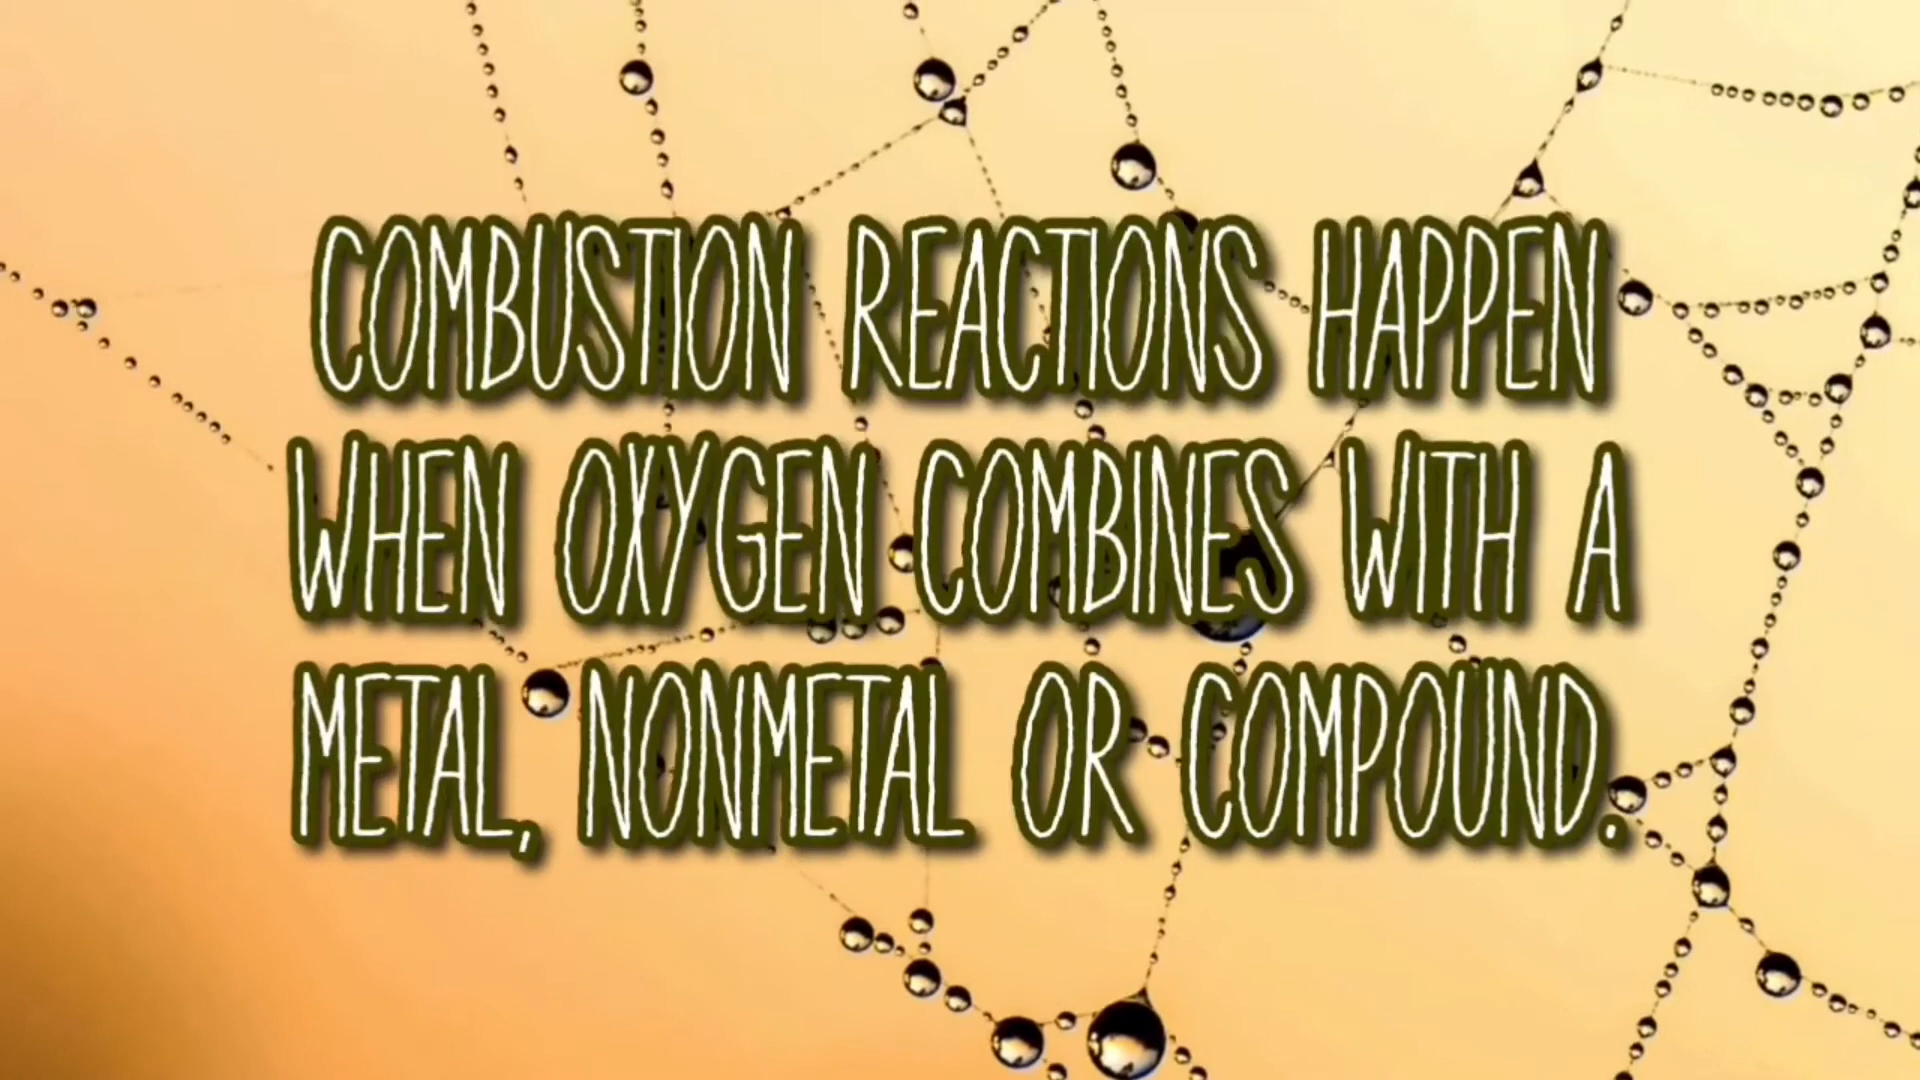 COMBUSTION REACTIONS HAPPEN
WHEN OXYGEN COMBINES WITH A
METAL, NONMETAL OR COMPOUND.